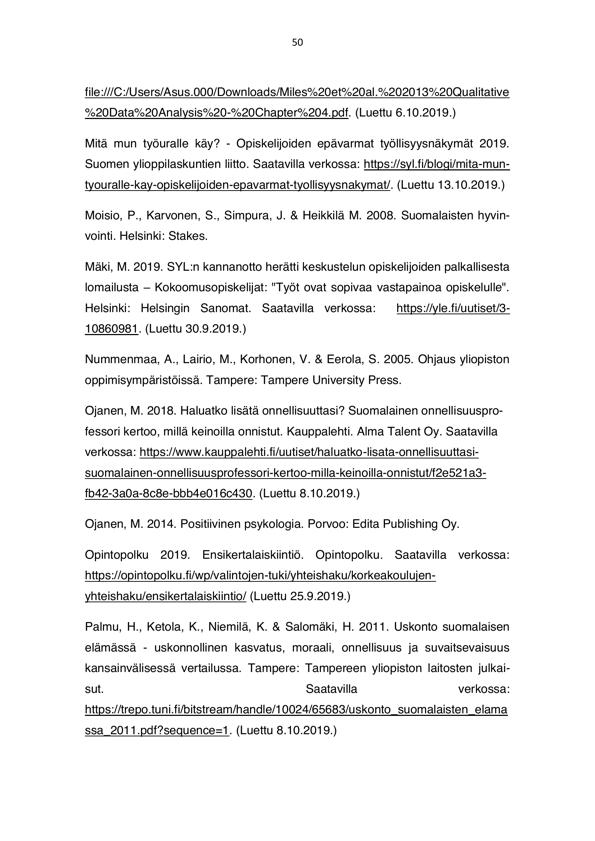 50
file:///C:/Users/Asus.000/Downloads/Miles%20et%20al.%202013%20Qualitative
%20Data%20Analysis%20-%20Chapter%204.pdf. (Luettu 6.10.2019.)
Mitä mun työuralle käy? - Opiskelijoiden epävarmat työllisyysnäkymät 2019.
Suomen ylioppilaskuntien liitto. Saatavilla verkossa: https://syl.fi/blogi/mita-mun-
tyouralle-kay-opiskelijoiden-epavarmat-tyollisyysnakymat/. (Luettu 13.10.2019.)
Moisio, P., Karvonen, S., Simpura, J. & Heikkilä M. 2008. Suomalaisten hyvin-
vointi. Helsinki: Stakes.
Mäki, M. 2019. SYL:n kannanotto herätti keskustelun opiskelijoiden palkallisesta
lomailusta – Kokoomusopiskelijat: "Työt ovat sopivaa vastapainoa opiskelulle".
Helsinki: Helsingin Sanomat. Saatavilla verkossa: https://yle.fi/uutiset/3-
10860981. (Luettu 30.9.2019.)
Nummenmaa, A., Lairio, M., Korhonen, V. & Eerola, S. 2005. Ohjaus yliopiston
oppimisympäristöissä. Tampere: Tampere University Press.
Ojanen, M. 2018. Haluatko lisätä onnellisuuttasi? Suomalainen onnellisuuspro-
fessori kertoo, millä keinoilla onnistut. Kauppalehti. Alma Talent Oy. Saatavilla
verkossa: https://www.kauppalehti.fi/uutiset/haluatko-lisata-onnellisuuttasi-
suomalainen-onnellisuusprofessori-kertoo-milla-keinoilla-onnistut/f2e521a3-
fb42-3a0a-8c8e-bbb4e016c430. (Luettu 8.10.2019.)
Ojanen, M. 2014. Positiivinen psykologia. Porvoo: Edita Publishing Oy.
Opintopolku 2019. Ensikertalaiskiintiö. Opintopolku. Saatavilla verkossa:
https://opintopolku.fi/wp/valintojen-tuki/yhteishaku/korkeakoulujen-
yhteishaku/ensikertalaiskiintio/ (Luettu 25.9.2019.)
Palmu, H., Ketola, K., Niemilä, K. & Salomäki, H. 2011. Uskonto suomalaisen
elämässä - uskonnollinen kasvatus, moraali, onnellisuus ja suvaitsevaisuus
kansainvälisessä vertailussa. Tampere: Tampereen yliopiston laitosten julkai-
sut. Saatavilla verkossa:
https://trepo.tuni.fi/bitstream/handle/10024/65683/uskonto_suomalaisten_elama
ssa_2011.pdf?sequence=1. (Luettu 8.10.2019.)